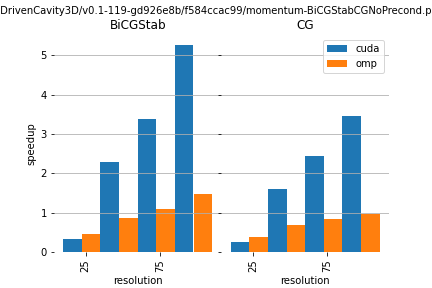 DrivenCavity3D/v0.1-119-gd926e8b/f584ccac99/momentum-BiCGStabCGNoPrecond.p
BiCGStab
CG
cuda
omp
5
4
3
2
1
0
speedup
25
75
25
75
resolution
resolution